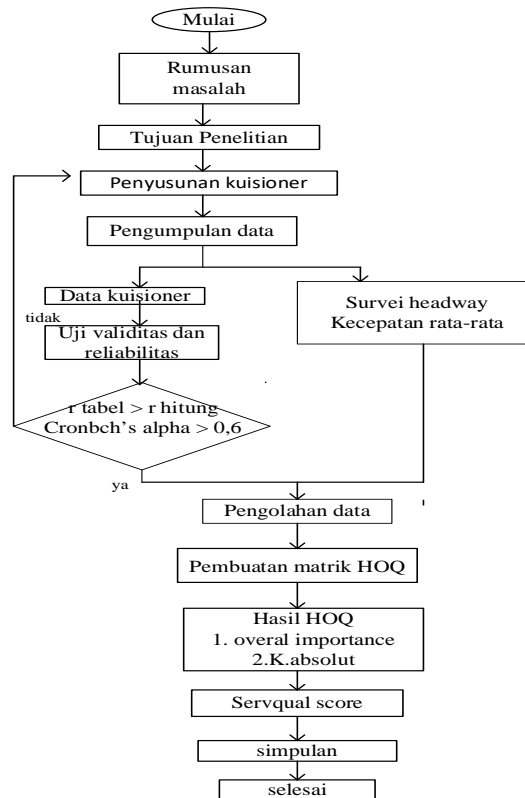 Mulai
Rumusan
masalah
Tujuan Penelitian
Penyusunan kuisioner
Pengumpulan data
Data kuisioner
Survei headway
Kecepatan rata-rata
tidak
Uji validitas dan
reliabilitas
r tabel > r hitung
Cronbch's alpha > 0,6
ya
Pengolahan data
Pembuatan matrik HOQ
Hasil HOQ
1. overal importance
2.K.absolut
Servqual score
simpulan
selesai